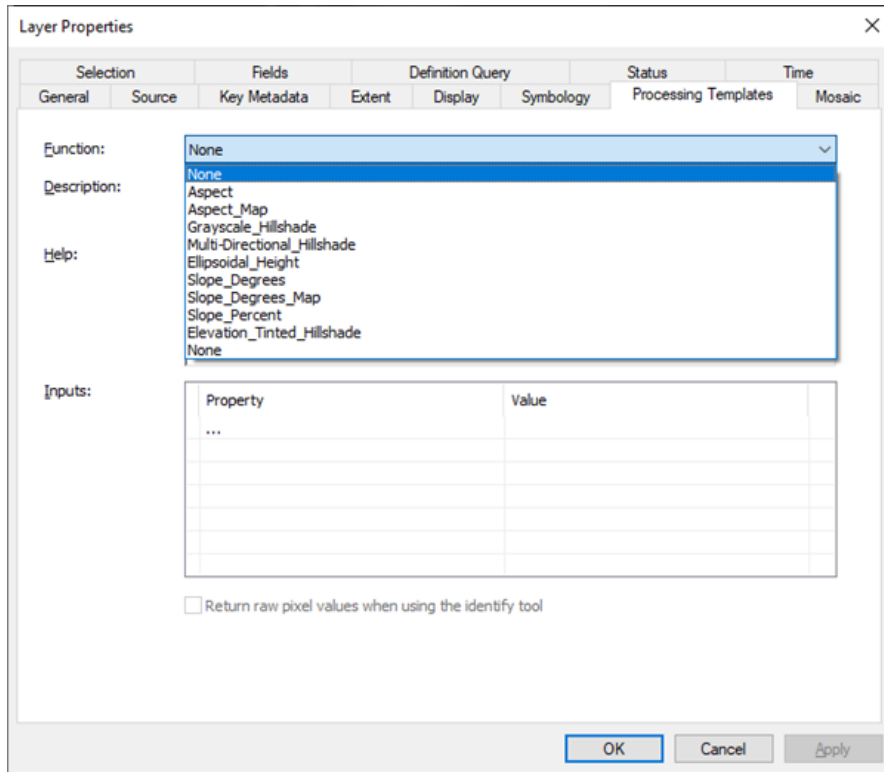 Layer Properties
Selection Fields Definition Query Status Time
General Source Key Metadata Extent Display Symbology Processing Templates Mosaic
Function: None
None
Description:
Aspect
Aspect_Map
Grayscale_Hillshade
Multi-Directional_Hillshade
Help:
Ellipsoidal_Height
Slope_Degrees
Slope_Degrees_Map
Slope_Percent
Elevation_Tinted_Hillshade
None
Inputs:
Property Value
...
Return raw pixel values when using the identify tool
OK Cancel Apply